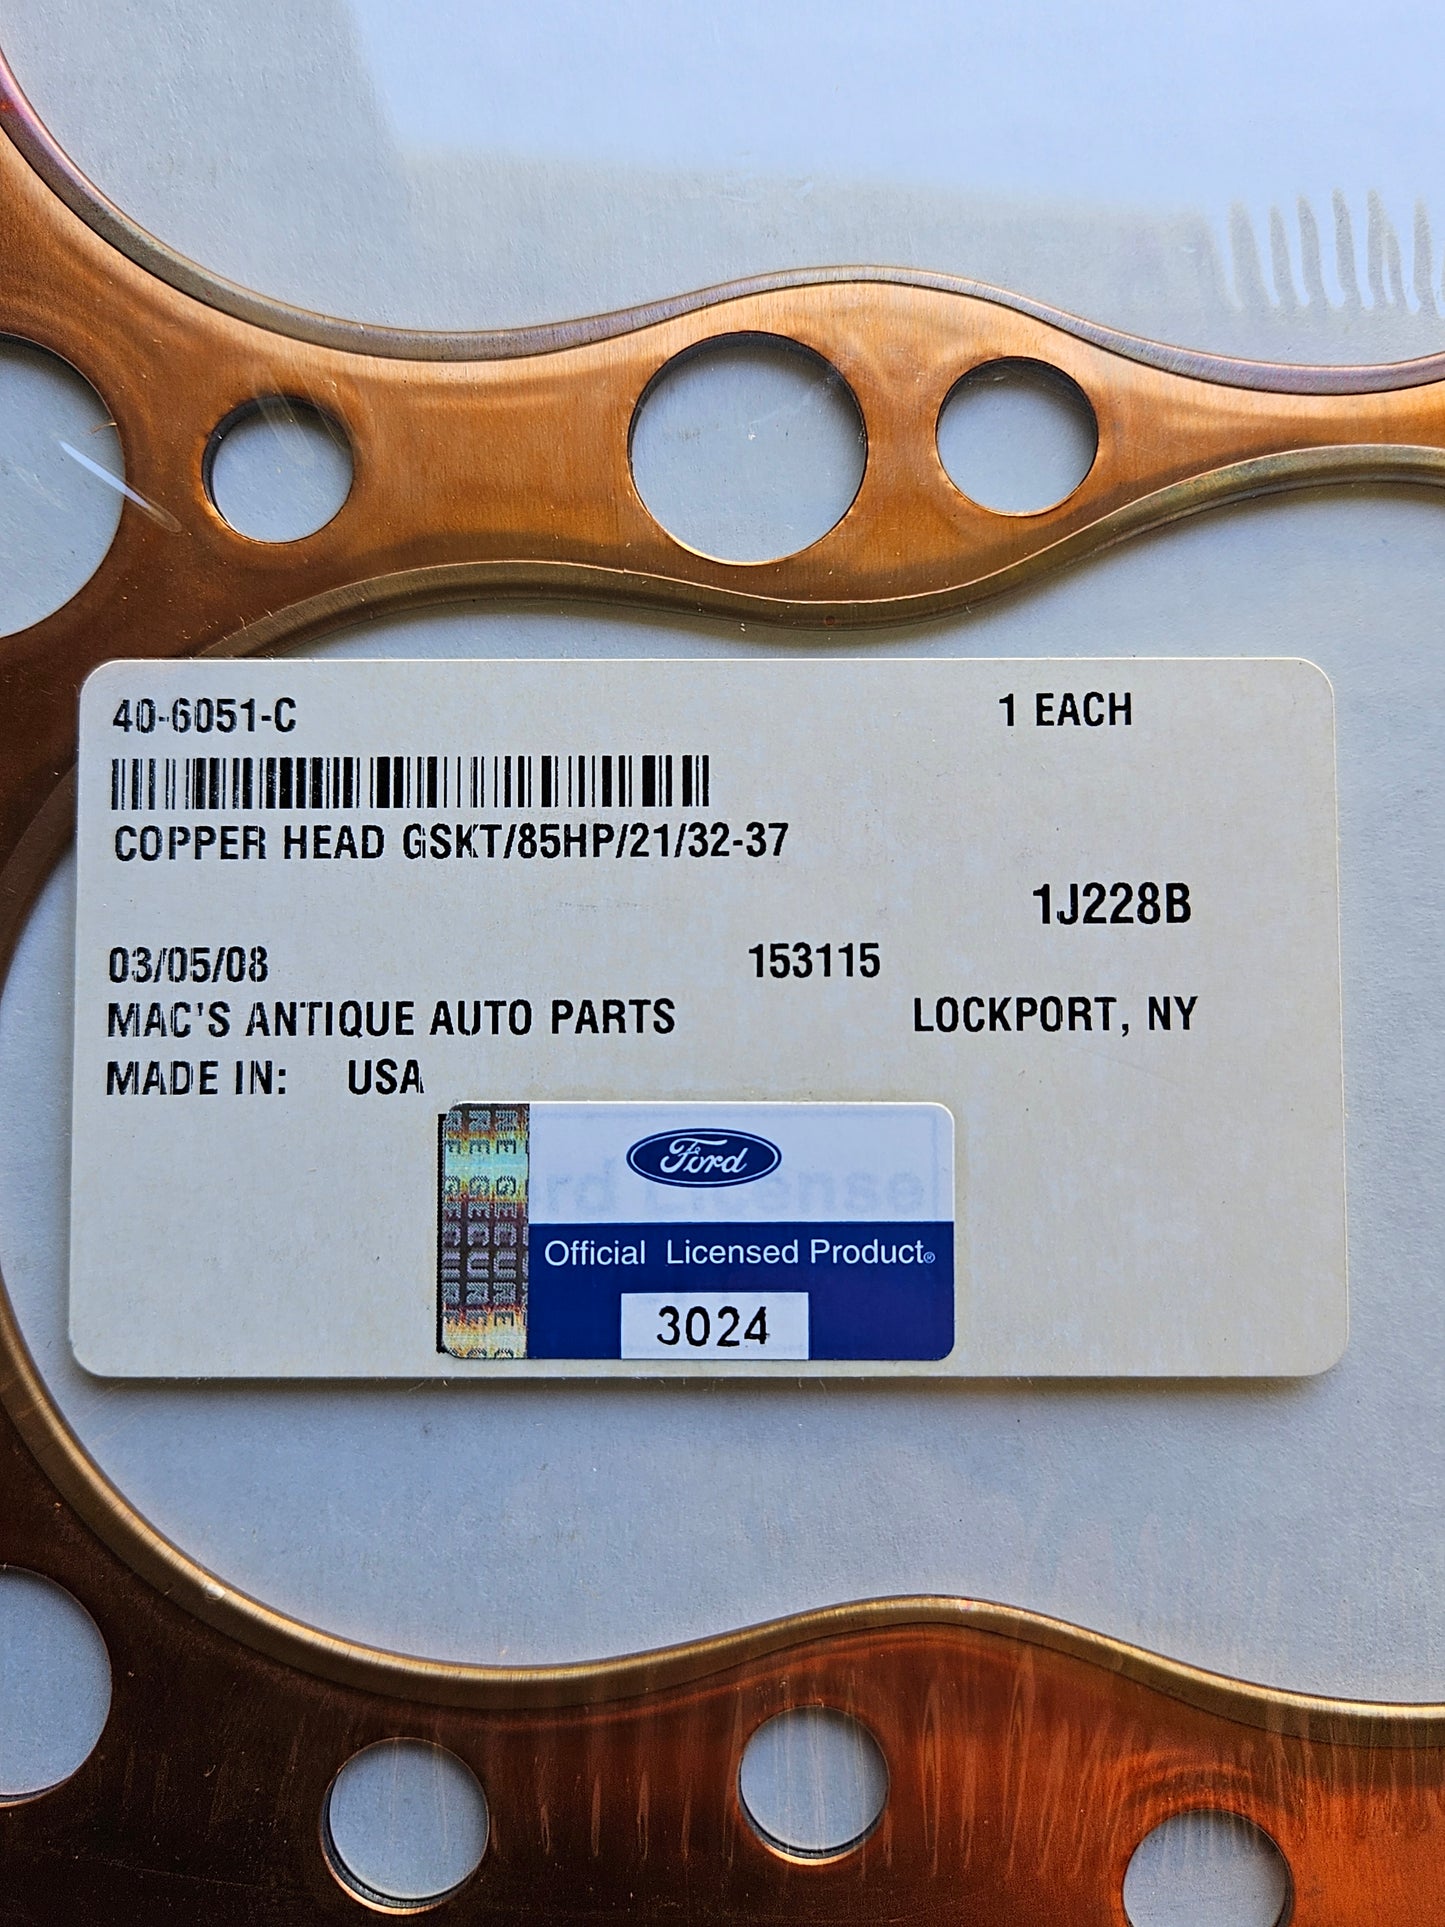 40-6051-C 1 EACH
COPPER HEAD GSKT/85HP/21/32-37
1J228B
03/05/08 153115
MAC'S ANTIQUE AUTO PARTS LOCKPORT, NY
MADE IN: USA
Ford
Official Licensed Product®
3024